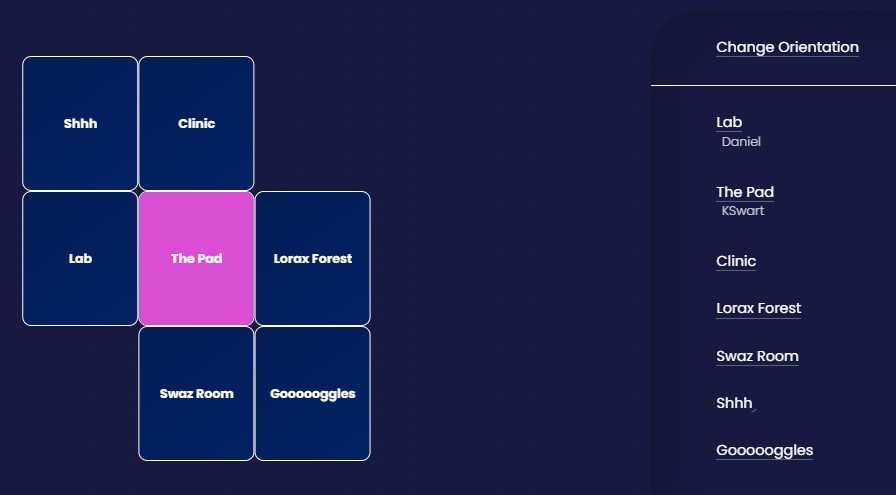 Shhh
Clinic
Lab
The Pad
Lorax Forest
Swaz Room
Goooooggles
Change Orientation
Lab
Daniel
The Pad
KSwart
Clinic
Lorax Forest
Swaz Room
Shhh
Goooooggles